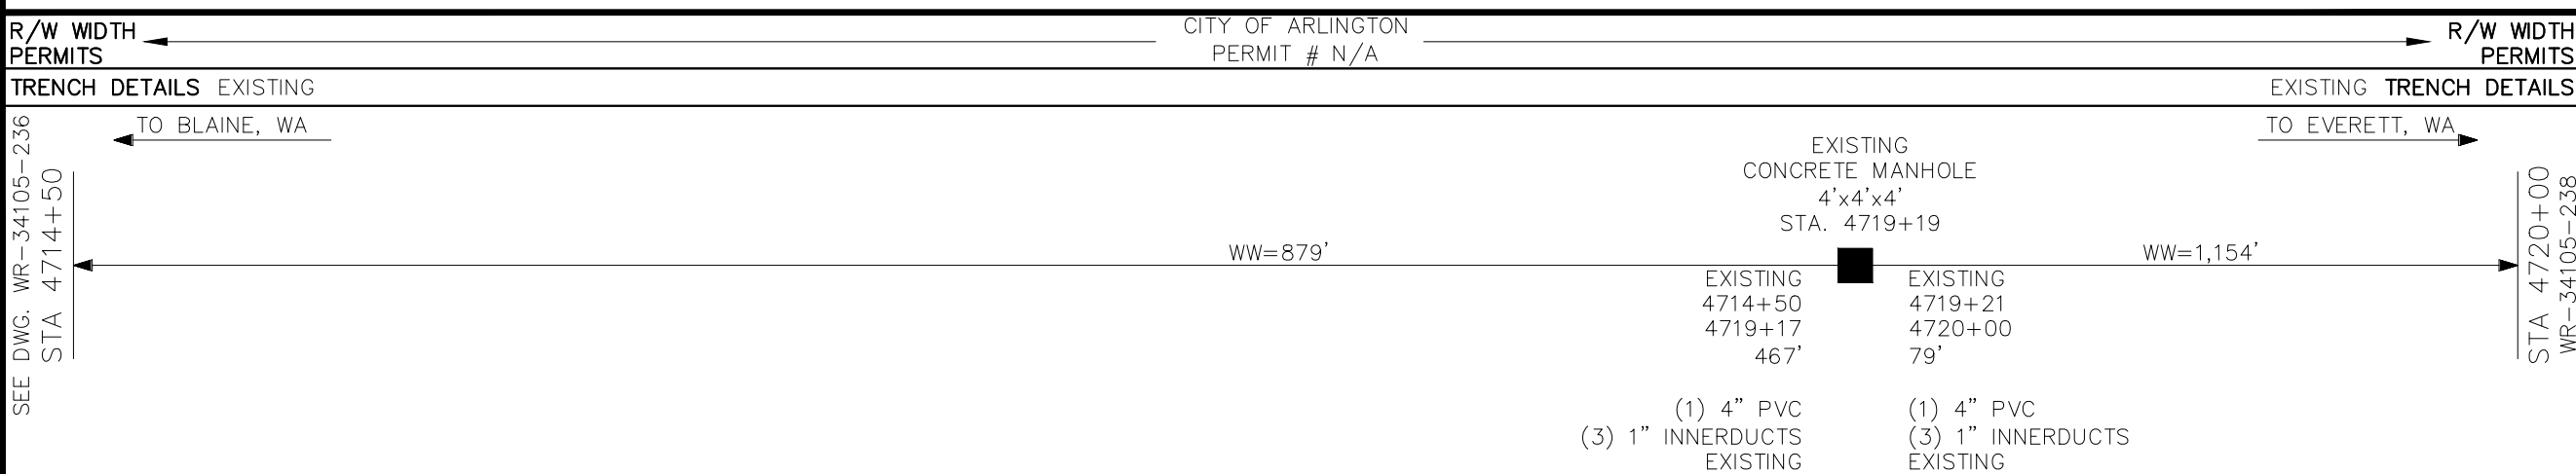 R/W WIDTH
PERMITS
CITY OF ARLINGTON
PERMIT # N/A
R/W WIDTH
PERMITS
TRENCH DETAILS EXISTING
EXISTING TRENCH DETAILS
SEE DWG. WR-34105-236
STA 4714+50
TO BLAINE, WA
TO EVERETT, WA
EXISTING
CONCRETE MANHOLE
4'x4'x4'
STA. 4719+19
WW=879'
WW=1,154'
EXISTING
4714+50
4719+17
467'
(1) 4" PVC
(3) 1" INNERDUCTS
EXISTING
EXISTING
4719+21
4720+00
79'
(1) 4" PVC
(3) 1" INNERDUCTS
EXISTING
STA 4720+00
WR-34105-238